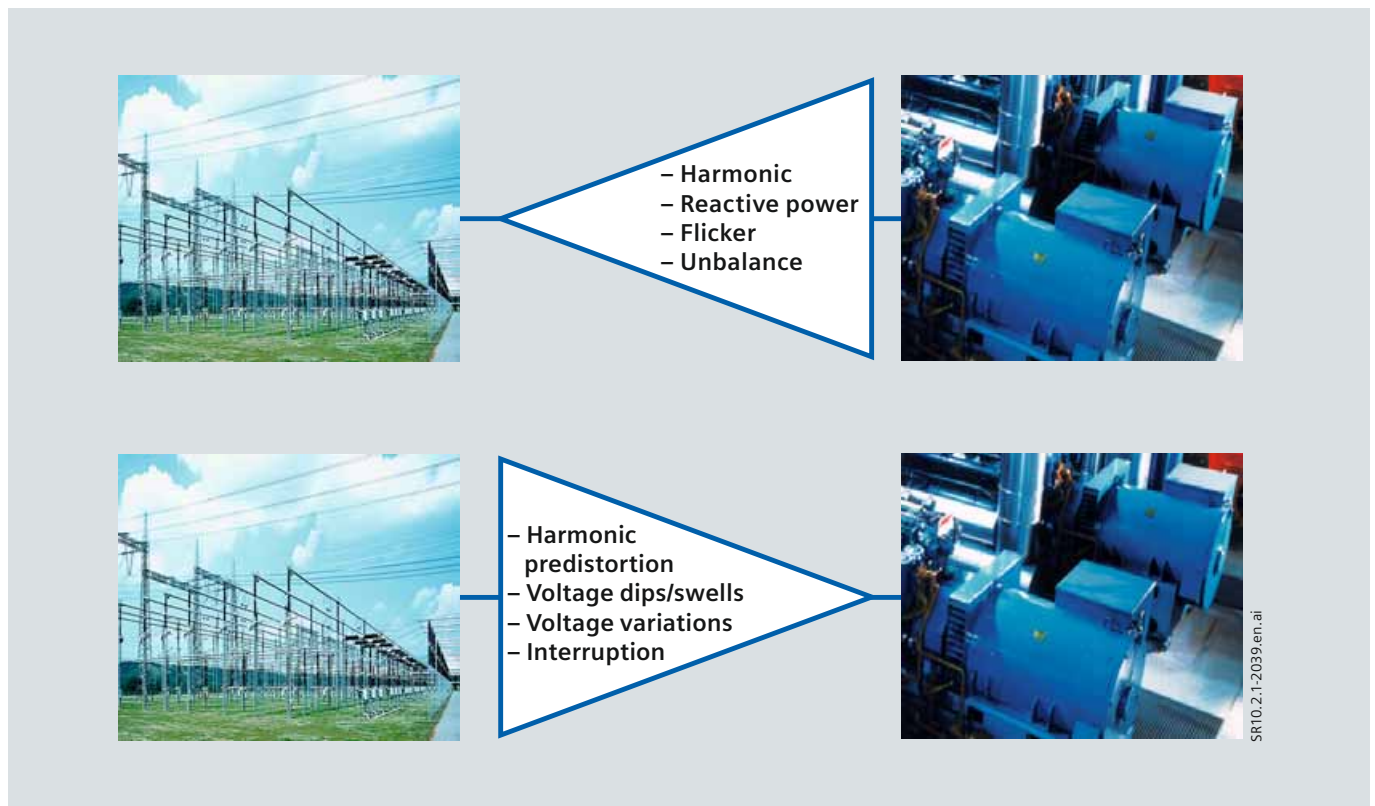 – Harmonic
– Reactive power
– Flicker
– Unbalance
– Harmonic
predistortion
– Voltage dips/swells
– Voltage variations
– Interruption
SR10.2.1-2039.en.ai